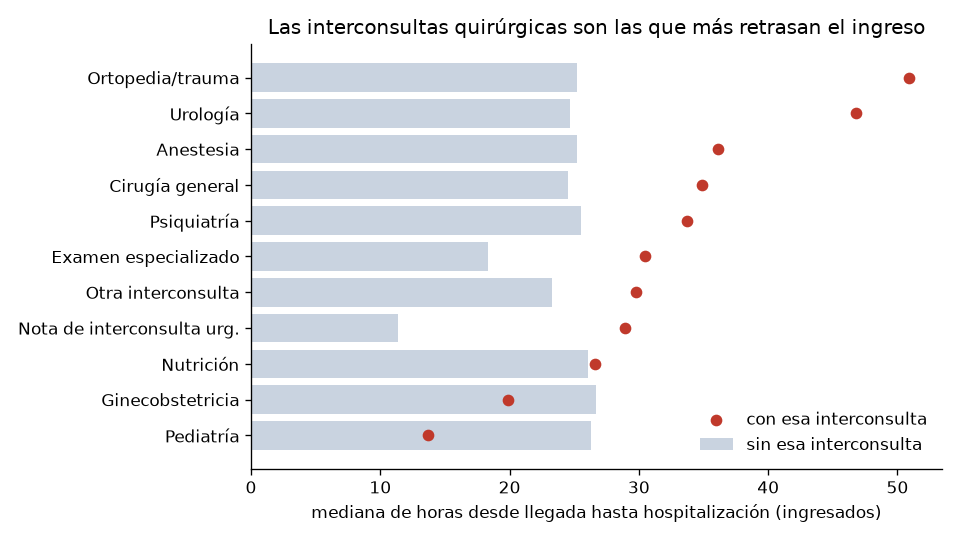 Las interconsultas quirúrgicas son las que más retrasan el ingreso
Ortopedia/trauma
Urología
Anestesia
Cirugía general
Psiquiatría
Examen especializado
Otra interconsulta
Nota de interconsulta urg.
Nutrición
Ginecobstetricia
Pediatría
con esa interconsulta
sin esa interconsulta
0 10 20 30 40 50
mediana de horas desde llegada hasta hospitalización (ingresados)